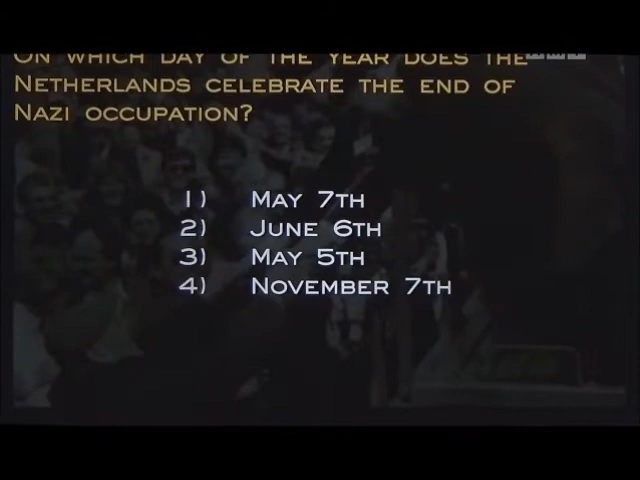 On which day of the year does the
Netherlands celebrate the end of
Nazi occupation?
1) May 7th
2) June 6th
3) May 5th
4) November 7th